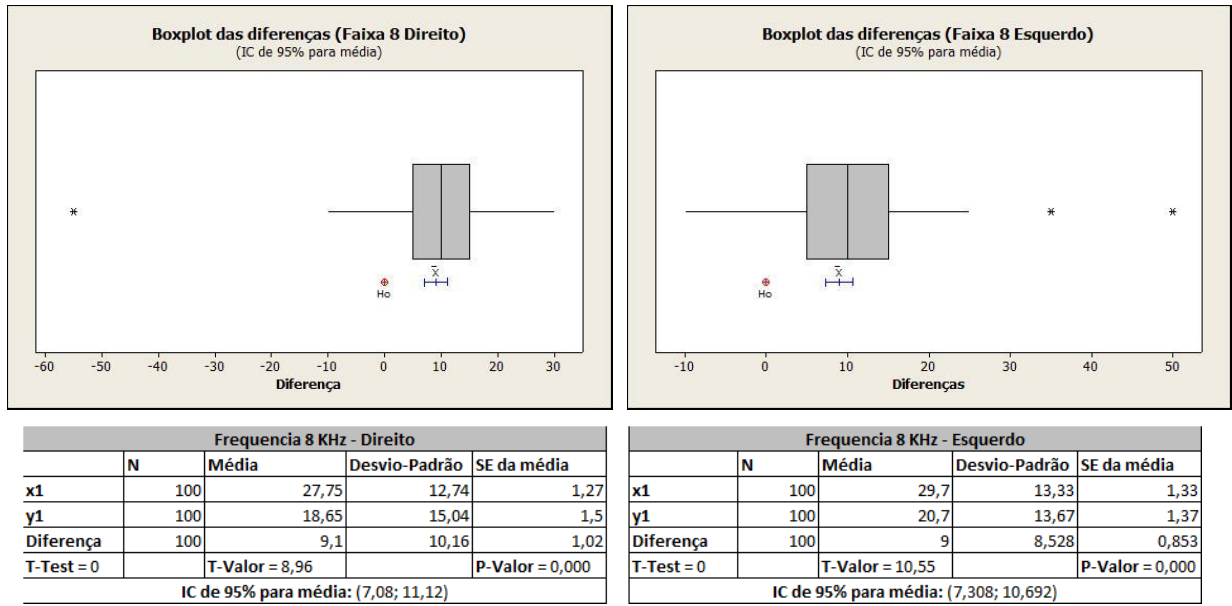 Boxplot das diferenças (Faixa 8 Direito)
(IC de 95% para média)
X̄
Ho
-60 -50 -40 -30 -20 -10 0 10 20 30
Diferença
Boxplot das diferenças (Faixa 8 Esquerdo)
(IC de 95% para média)
X̄
Ho
-10 0 10 20 30 40 50
Diferenças
Frequencia 8 KHz - Direito
N Média Desvio-Padrão SE da média
x1 100 27,75 12,74 1,27
y1 100 18,65 15,04 1,5
Diferença 100 9,1 10,16 1,02
T-Test = 0 T-Valor = 8,96 P-Valor = 0,000
IC de 95% para média: (7,08; 11,12)
Frequencia 8 KHz - Esquerdo
N Média Desvio-Padrão SE da média
x1 100 29,7 13,33 1,33
y1 100 20,7 13,67 1,37
Diferença 100 9 8,528 0,853
T-Test = 0 T-Valor = 10,55 P-Valor = 0,000
IC de 95% para média: (7,308; 10,692)